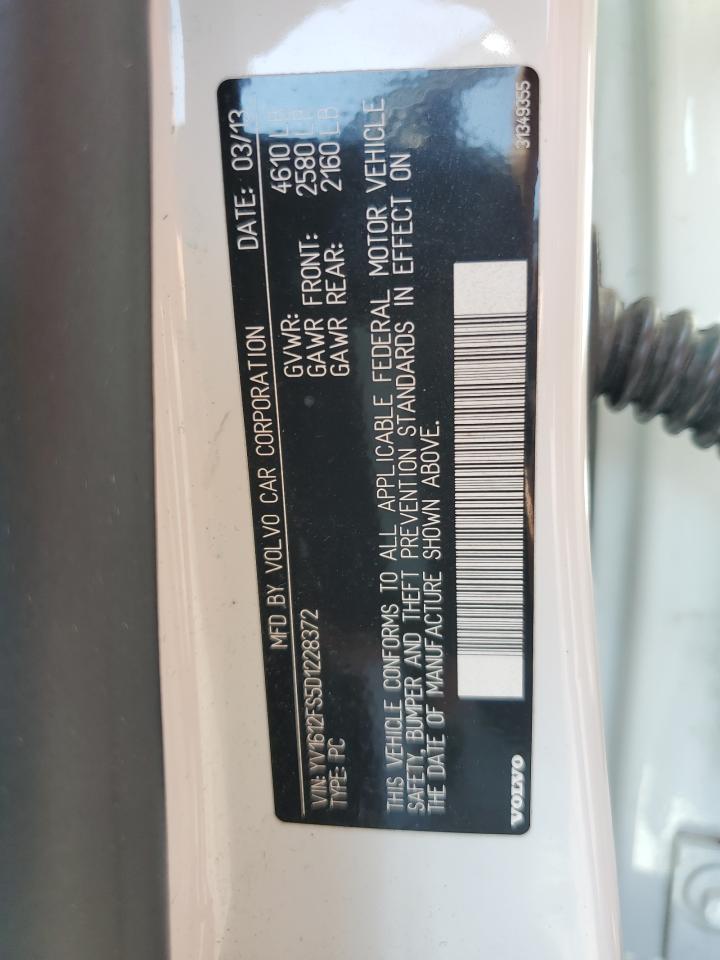 MFD BY VOLVO CAR CORPORATION DATE: 03/13
GVWR: 4610 LB
GAWR FRONT: 2580 LB
GAWR REAR: 2160 LB
VIN: YV1612FS5D1228372
TYPE: PC
THIS VEHICLE CONFORMS TO ALL APPLICABLE FEDERAL MOTOR VEHICLE
SAFETY, BUMPER AND THEFT PREVENTION STANDARDS IN EFFECT ON
THE DATE OF MANUFACTURE SHOWN ABOVE.
VOLVO 31349355